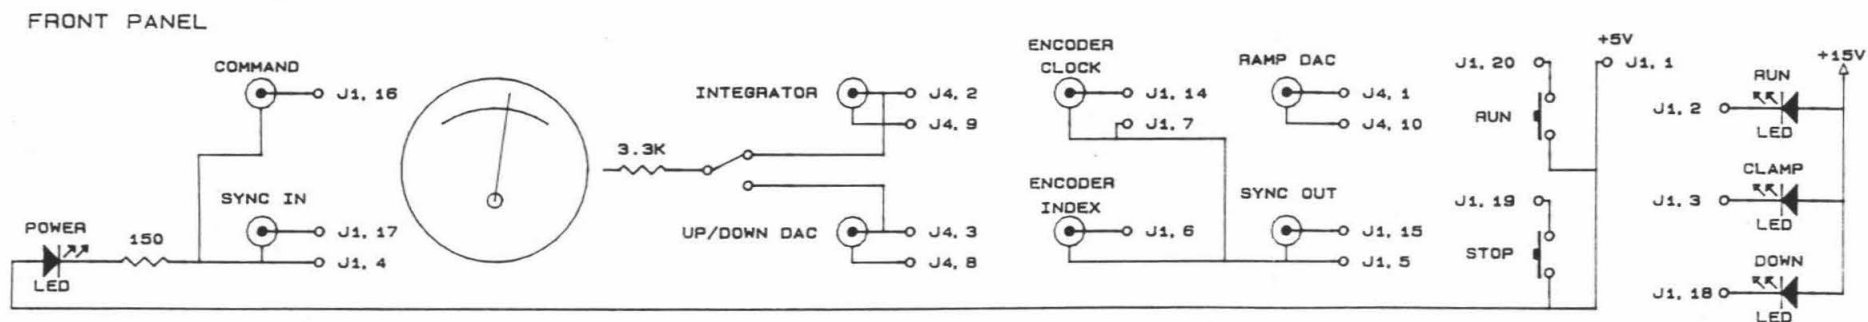 FRONT PANEL
COMMAND
J1, 16
SYNC IN
J1, 17
J1, 4
POWER
LED
150
3.3K
INTEGRATOR
J4, 2
J4, 9
UP/DOWN DAC
J4, 3
J4, 8
ENCODER
CLOCK
J1, 14
J1, 7
ENCODER
INDEX
J1, 6
RAMP DAC
J4, 1
J4, 10
SYNC OUT
J1, 15
J1, 5
J1, 20
RUN
J1, 19
STOP
+5V
J1, 1
+15V
RUN
J1, 2
LED
CLAMP
J1, 3
LED
DOWN
J1, 18
LED